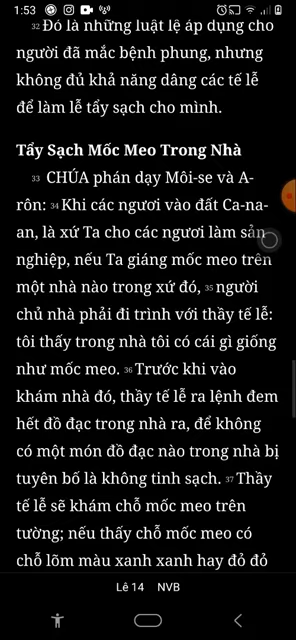 1:53
32 Đó là những luật lệ áp dụng cho
người đã mắc bệnh phung, nhưng
không đủ khả năng dâng các tế lễ
để làm lễ tẩy sạch cho mình.
Tẩy Sạch Mốc Meo Trong Nhà
33 CHÚA phán dạy Môi-se và A-
rôn: 34 Khi các ngươi vào đất Ca-na-
an, là xứ Ta cho các ngươi làm sản
nghiệp, nếu Ta giáng mốc meo trên
một nhà nào trong xứ đó, 35 người
chủ nhà phải đi trình với thầy tế lễ:
tôi thấy trong nhà tôi có cái gì giống
như mốc meo. 36 Trước khi vào
khám nhà đó, thầy tế lễ ra lệnh đem
hết đồ đạc trong nhà ra, để không
có một món đồ đạc nào trong nhà bị
tuyên bố là không tinh sạch. 37 Thầy
tế lễ sẽ khám chỗ mốc meo trên
tường; nếu thấy chỗ mốc meo có
chỗ lõm màu xanh xanh hay đỏ đỏ
Lê 14 NVB